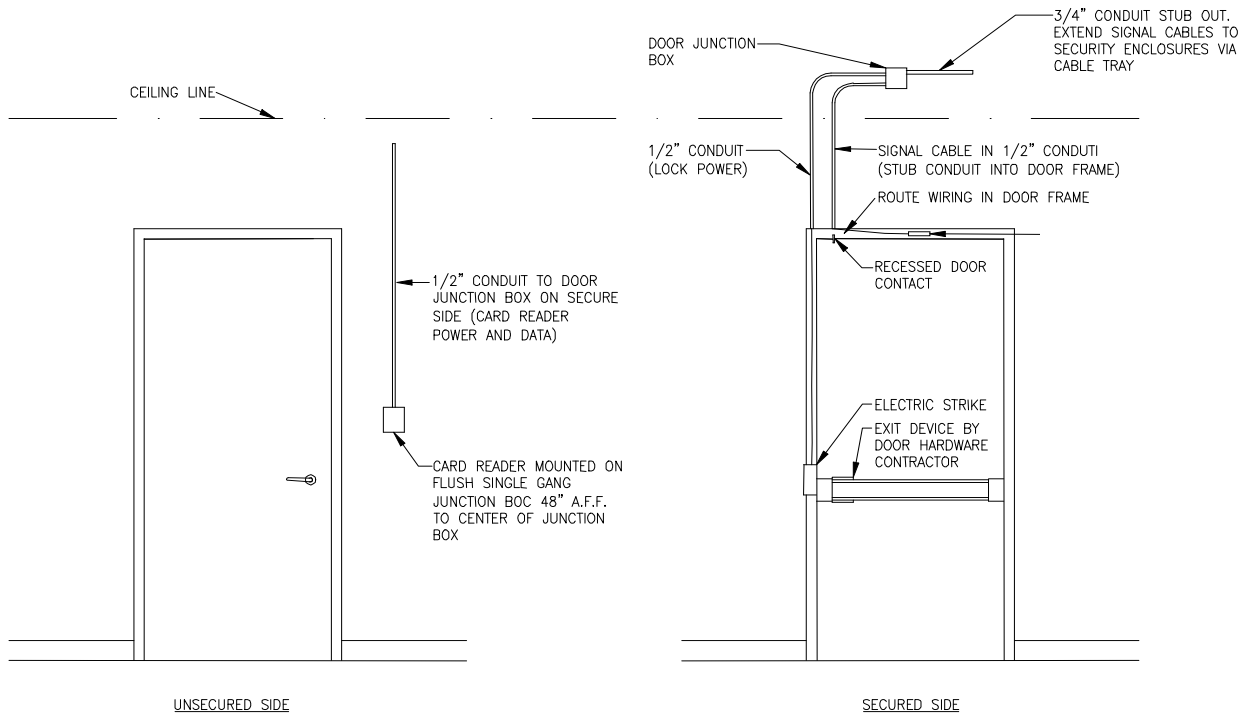 CEILING LINE
1/2" CONDUIT TO DOOR
JUNCTION BOX ON SECURE
SIDE (CARD READER
POWER AND DATA)
CARD READER MOUNTED ON
FLUSH SINGLE GANG
JUNCTION BOC 48" A.F.F.
TO CENTER OF JUNCTION
BOX
UNSECURED SIDE
DOOR JUNCTION
BOX
3/4" CONDUIT STUB OUT.
EXTEND SIGNAL CABLES TO
SECURITY ENCLOSURES VIA
CABLE TRAY
1/2" CONDUIT
(LOCK POWER)
SIGNAL CABLE IN 1/2" CONDUTI
(STUB CONDUIT INTO DOOR FRAME)
ROUTE WIRING IN DOOR FRAME
RECESSED DOOR
CONTACT
ELECTRIC STRIKE
EXIT DEVICE BY
DOOR HARDWARE
CONTRACTOR
SECURED SIDE